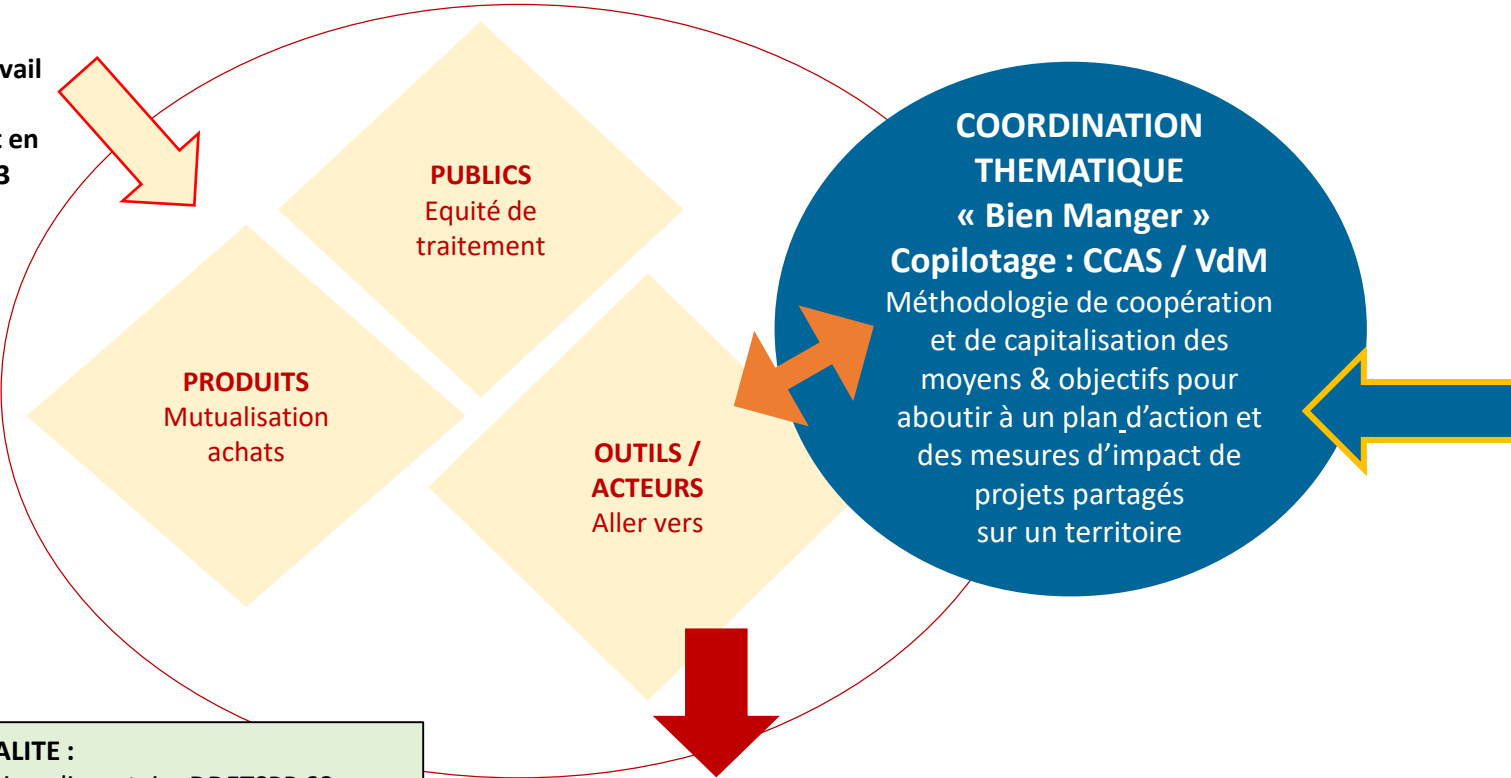 vail
t en
3
PUBLICS
Equité de
traitement
PRODUITS
Mutualisation
achats
OUTILS /
ACTEURS
Aller vers
COORDINATION
THEMATIQUE
« Bien Manger »
Copilotage : CCAS / VdM
Méthodologie de coopération
et de capitalisation des
moyens & objectifs pour
aboutir à un plan d'action et
des mesures d'impact de
projets partagés
sur un territoire
ALITE :